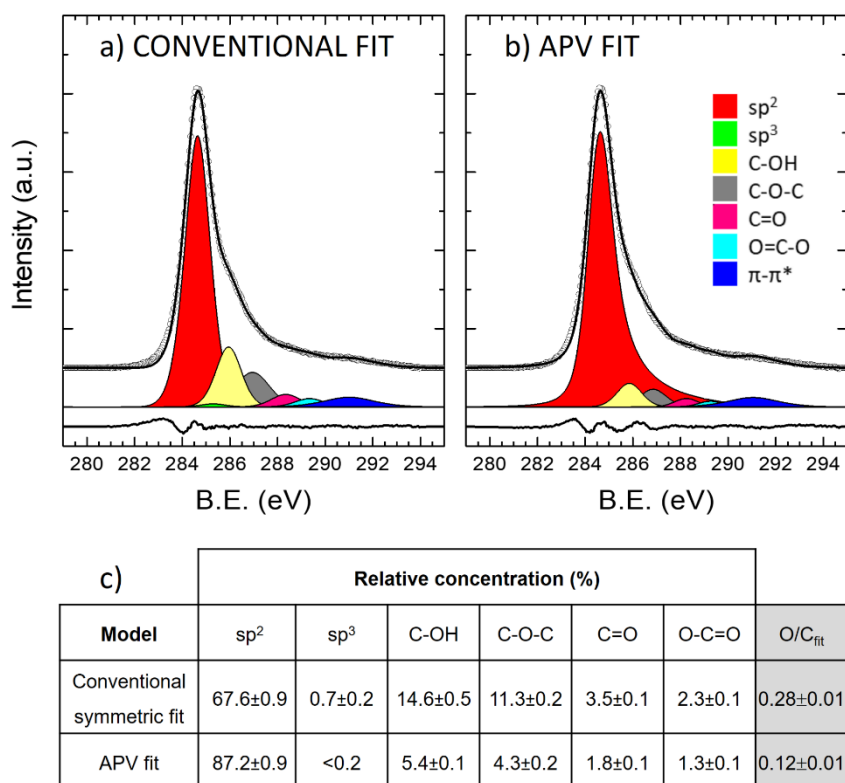 a) CONVENTIONAL FIT
b) APV FIT
sp²
sp³
C-OH
C-O-C
C=O
O=C-O
π-π*
Intensity (a.u.)
280 282 284 286 288 290 292 294
280 282 284 286 288 290 292 294
B.E. (eV)
B.E. (eV)
c)
Relative concentration (%)
Model sp² sp³ C-OH C-O-C C=O O-C=O O/Cfit
Conventional
symmetric fit
67.6±0.9 0.7±0.2 14.6±0.5 11.3±0.2 3.5±0.1 2.3±0.1 0.28±0.01
APV fit 87.2±0.9 <0.2 5.4±0.1 4.3±0.2 1.8±0.1 1.3±0.1 0.12±0.01